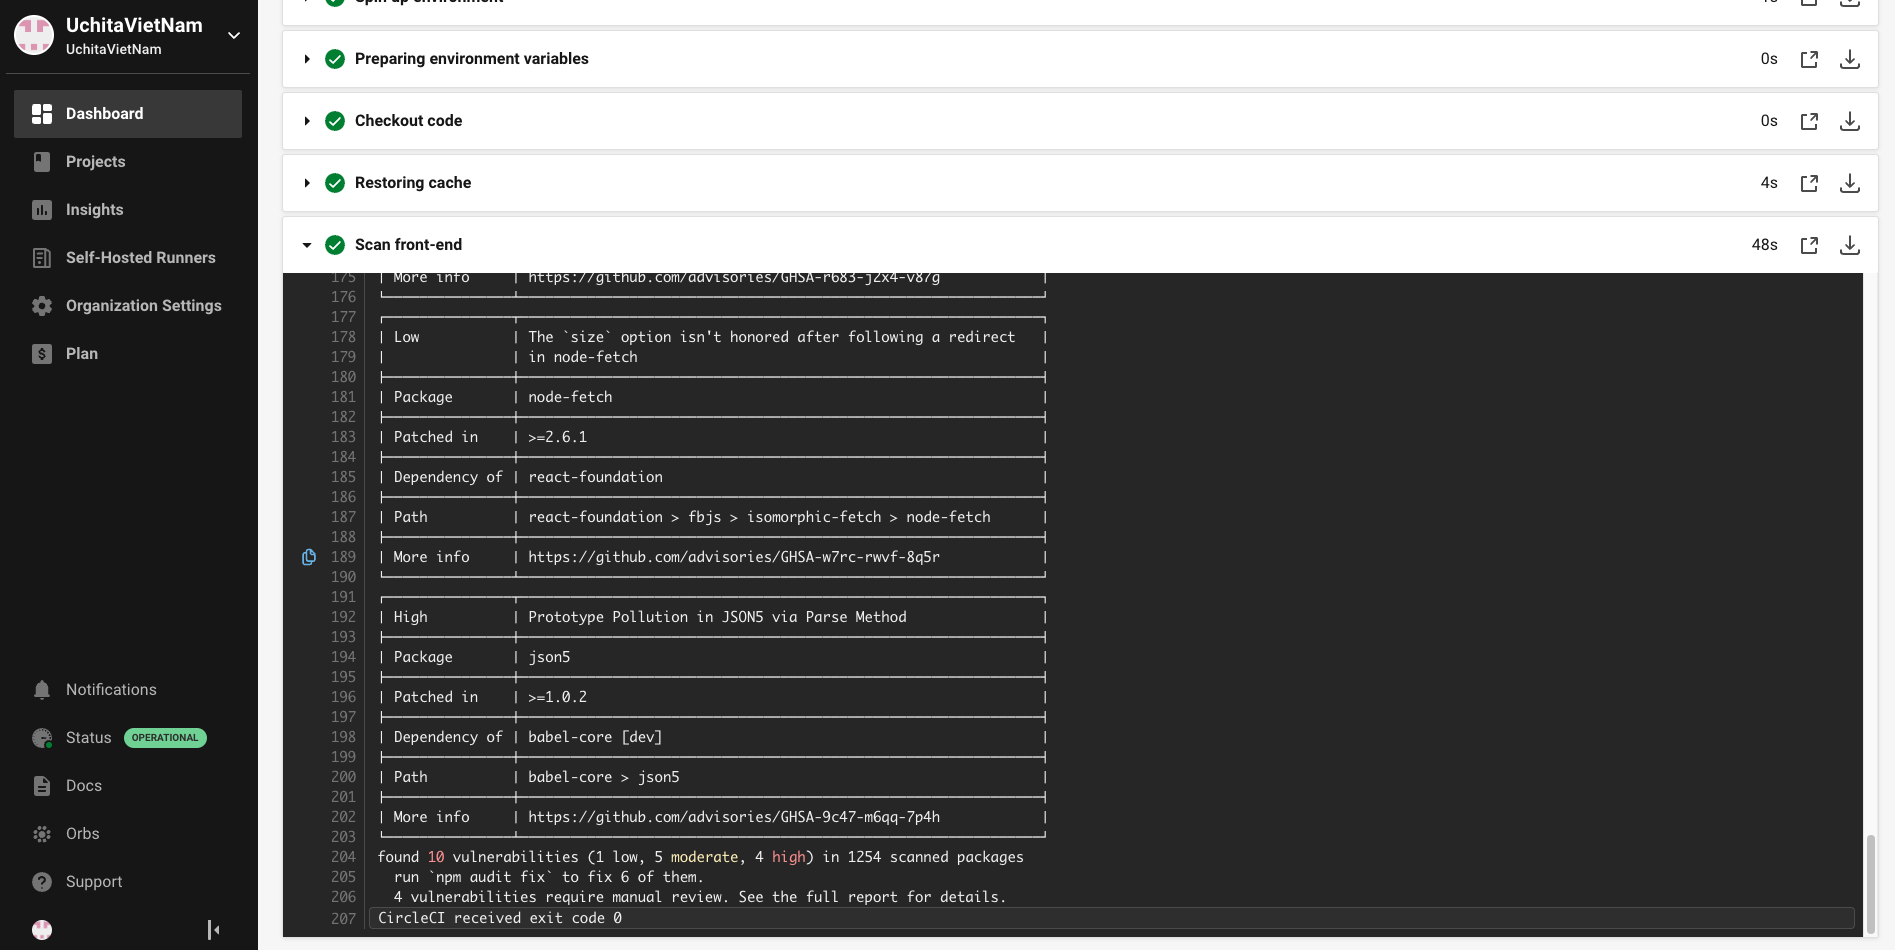 UchitaVietNam
UchitaVietNam
Dashboard
Projects
Insights
Self-Hosted Runners
Organization Settings
$ Plan
Notifications
Status OPERATIONAL
Docs
Orbs
? Support
Spin up environment
Preparing environment variables 0s
Checkout code 0s
Restoring cache 4s
Scan front-end 48s
175 | More info | https://github.com/advisories/GHSA-r683-j2x4-v87g |
176
177
178 | Low | The `size` option isn't honored after following a redirect |
179 | | in node-fetch |
180
181 | Package | node-fetch |
182
183 | Patched in | >=2.6.1 |
184
185 | Dependency of | react-foundation |
186
187 | Path | react-foundation > fbjs > isomorphic-fetch > node-fetch |
188
189 | More info | https://github.com/advisories/GHSA-w7rc-rwvf-8q5r |
190
191
192 | High | Prototype Pollution in JSON5 via Parse Method |
193
194 | Package | json5 |
195
196 | Patched in | >=1.0.2 |
197
198 | Dependency of | babel-core [dev] |
199
200 | Path | babel-core > json5 |
201
202 | More info | https://github.com/advisories/GHSA-9c47-m6qq-7p4h |
203
204 found 10 vulnerabilities (1 low, 5 moderate, 4 high) in 1254 scanned packages
205 run `npm audit fix` to fix 6 of them.
206 4 vulnerabilities require manual review. See the full report for details.
207 CircleCI received exit code 0